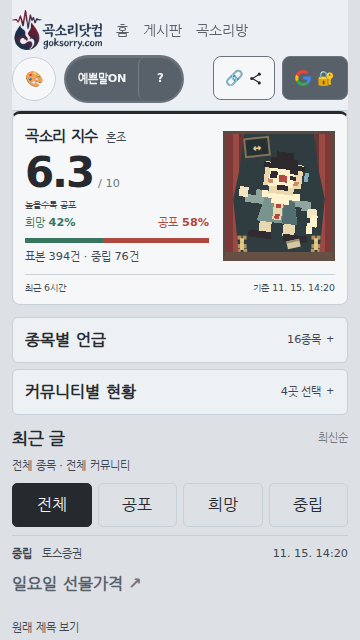 곡소리닷컴
goksorry.com
홈 게시판 곡소리방
예쁜말ON ?
곡소리 지수 혼조
6.3 / 10
높을수록 공포
희망 42% 공포 58%
표본 394건 · 중립 76건
최근 6시간 기준 11. 15. 14:20
종목별 언급 16종목 +
커뮤니티별 현황 4곳 선택 +
최근 글 최신순
전체 종목 · 전체 커뮤니티
전체 공포 희망 중립
중립 토스증권 11. 15. 14:20
일요일 선물가격 ↗
원래 제목 보기